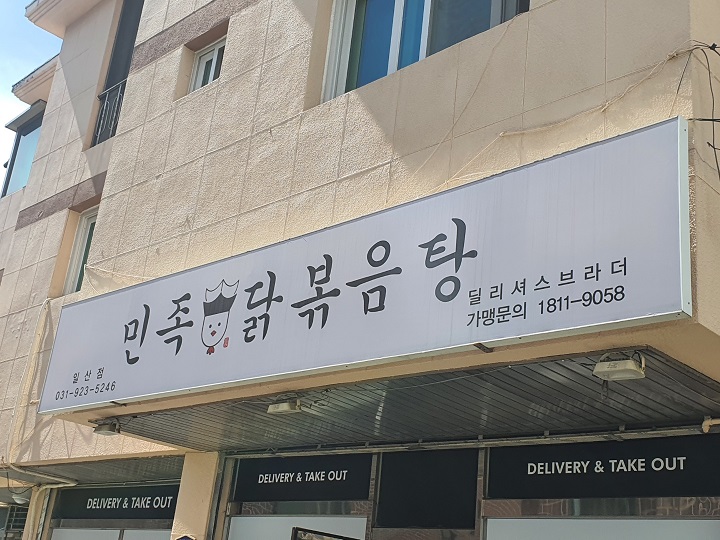 민족 닭볶음탕
일산점
031-923-5246
딜리셔스브라더
가맹문의 1811-9058
DELIVERY & TAKE OUT
DELIVERY & TAKE OUT
DELIVERY & TAKE OUT